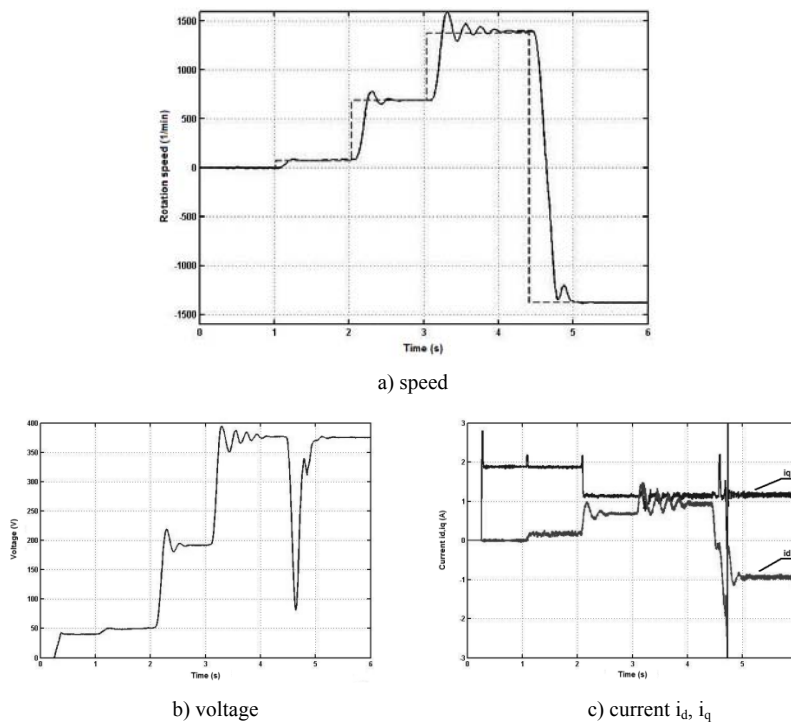 1500
1000
500
0
-500
-1000
-1500
Rotation speed (1/min)
0 1 2 3 4 5 6
Time (s)
a) speed
400
350
300
250
200
150
100
50
0
Voltage (V)
0 1 2 3 4 5 6
Time (s)
b) voltage
3
2
1
0
-1
-2
-3
Current id,iq (A)
iq
id
0 1 2 3 4 5 6
Time (s)
c) current id, iq